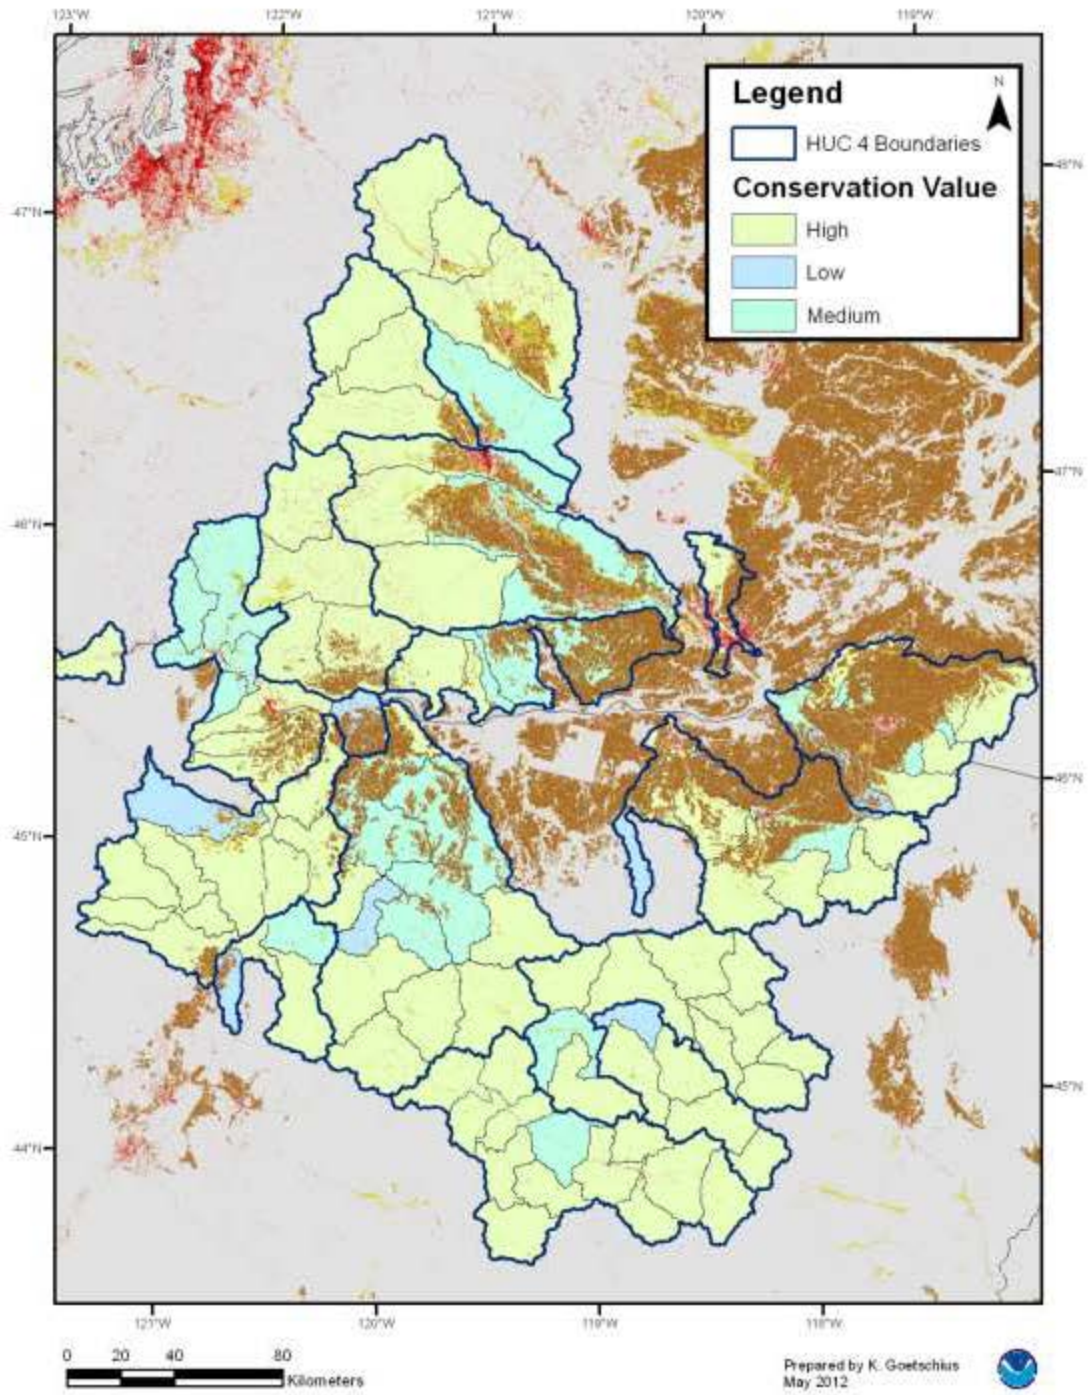 123°W 122°W 121°W 120°W 119°W
Legend
N
HUC 4 Boundaries
Conservation Value
High
Low
Medium
48°N
47°N
47°N
46°N
46°N
45°N
45°N
44°N
121°W 120°W 119°W 118°W
0 20 40 80
Kilometers
Prepared by K. Goetschius
May 2012